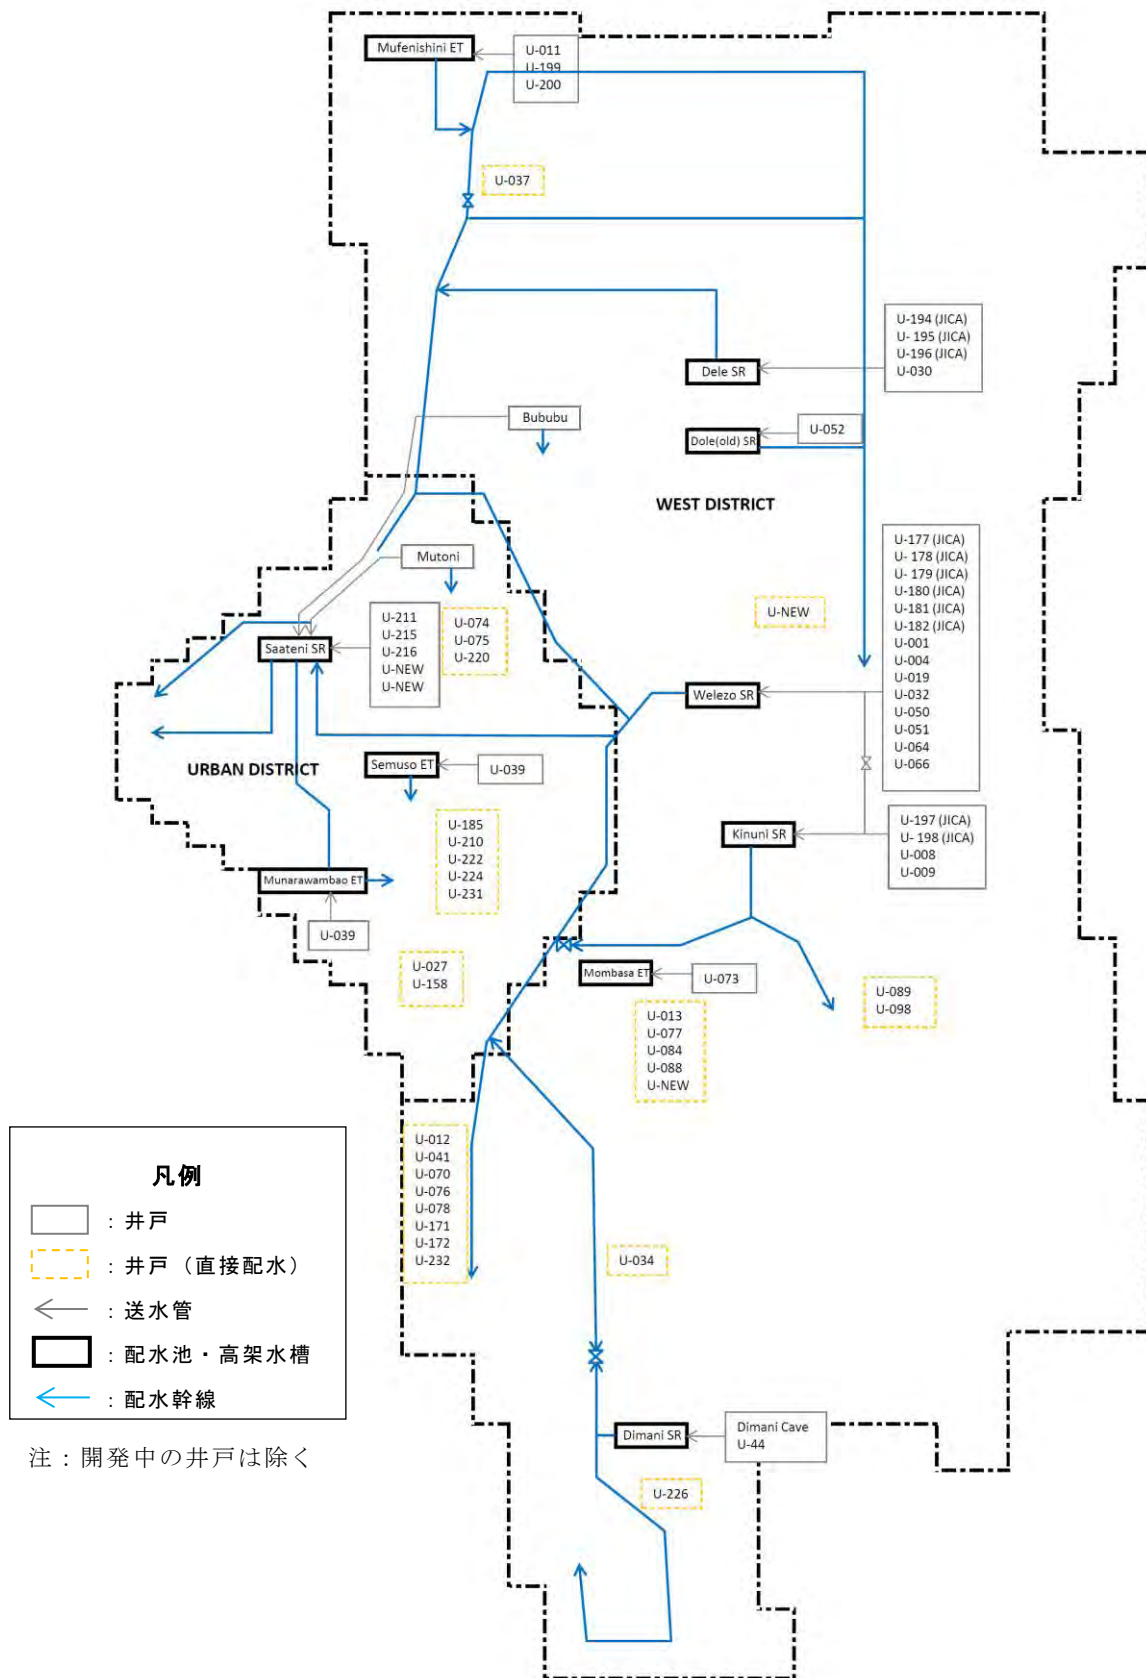 Mufenishini ET
U-011
U-199
U-200
U-037
U-194 (JICA)
U- 195 (JICA)
U-196 (JICA)
U-030
Dele SR
Bububu
U-052
Dole(old) SR
WEST DISTRICT
U-177 (JICA)
U- 178 (JICA)
U- 179 (JICA)
U-180 (JICA)
U-181 (JICA)
U-182 (JICA)
U-001
U-004
U-019
U-032
U-050
U-051
U-064
U-066
Mutoni
U-NEW
U-211
U-215
U-216
U-NEW
U-NEW
U-074
U-075
U-220
Saateni SR
Welezo SR
URBAN DISTRICT
Semuso ET
U-039
U-185
U-210
U-222
U-224
U-231
Kinuni SR
U-197 (JICA)
U- 198 (JICA)
U-008
U-009
Munarawambao ET
U-039
U-027
U-158
Mombasa ET
U-073
U-089
U-098
U-013
U-077
U-084
U-088
U-NEW
U-012
U-041
U-070
U-076
U-078
U-171
U-172
U-232
U-034
凡例
：井戸
：井戸（直接配水）
：送水管
：配水池・高架水槽
：配水幹線
注：開発中の井戸は除く
Dimani SR
Dimani Cave
U-44
U-226